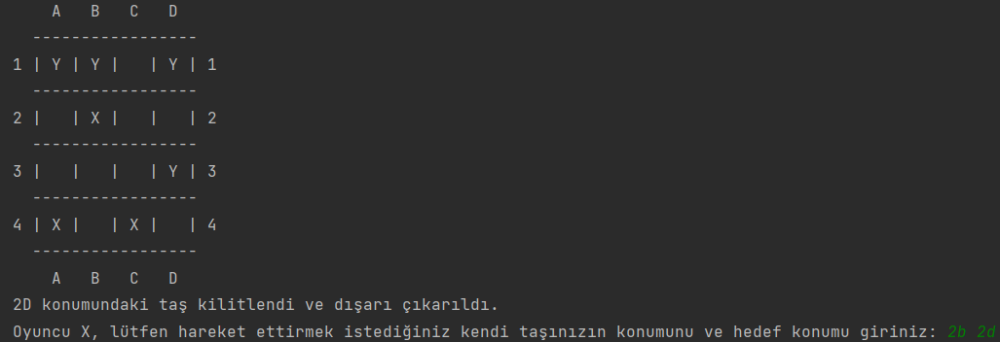 A   B   C   D
  -----------------
1 | Y | Y |   | Y | 1
  -----------------
2 |   | X |   |   | 2
  -----------------
3 |   |   |   | Y | 3
  -----------------
4 | X |   | X |   | 4
  -----------------
    A   B   C   D
2D konumundaki taş kilitlendi ve dışarı çıkarıldı.
Oyuncu X, lütfen hareket ettirmek istediğiniz kendi taşınızın konumunu ve hedef konumu giriniz: 2b 2d